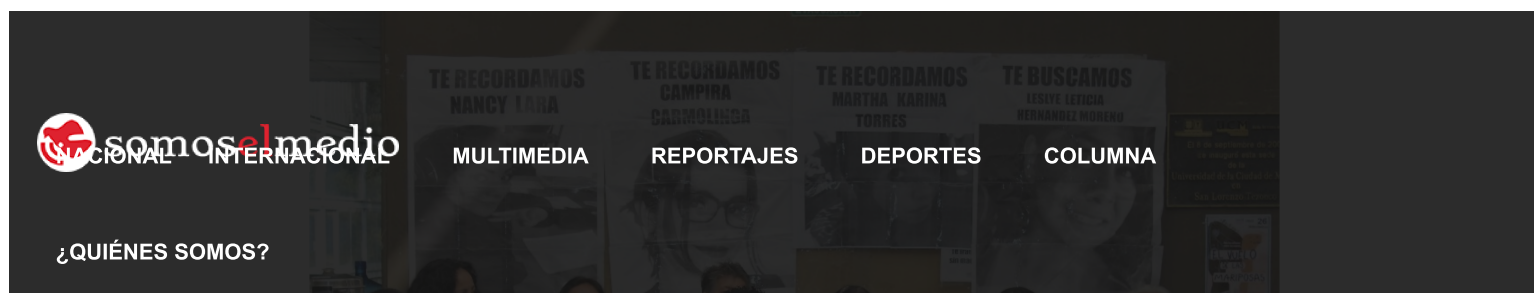 TE RECORDAMOS
NANCY LARA
TE RECORDAMOS
CAMPIRA
CARMOLINGA
TE RECORDAMOS
MARTHA KARINA
TORRES
TE BUSCAMOS
LESLYE LETICIA
HERNANDEZ MORENO
somoselmedio
NACIONAL INTERNACIONAL MULTIMEDIA REPORTAJES DEPORTES COLUMNA
¿QUIÉNES SOMOS?